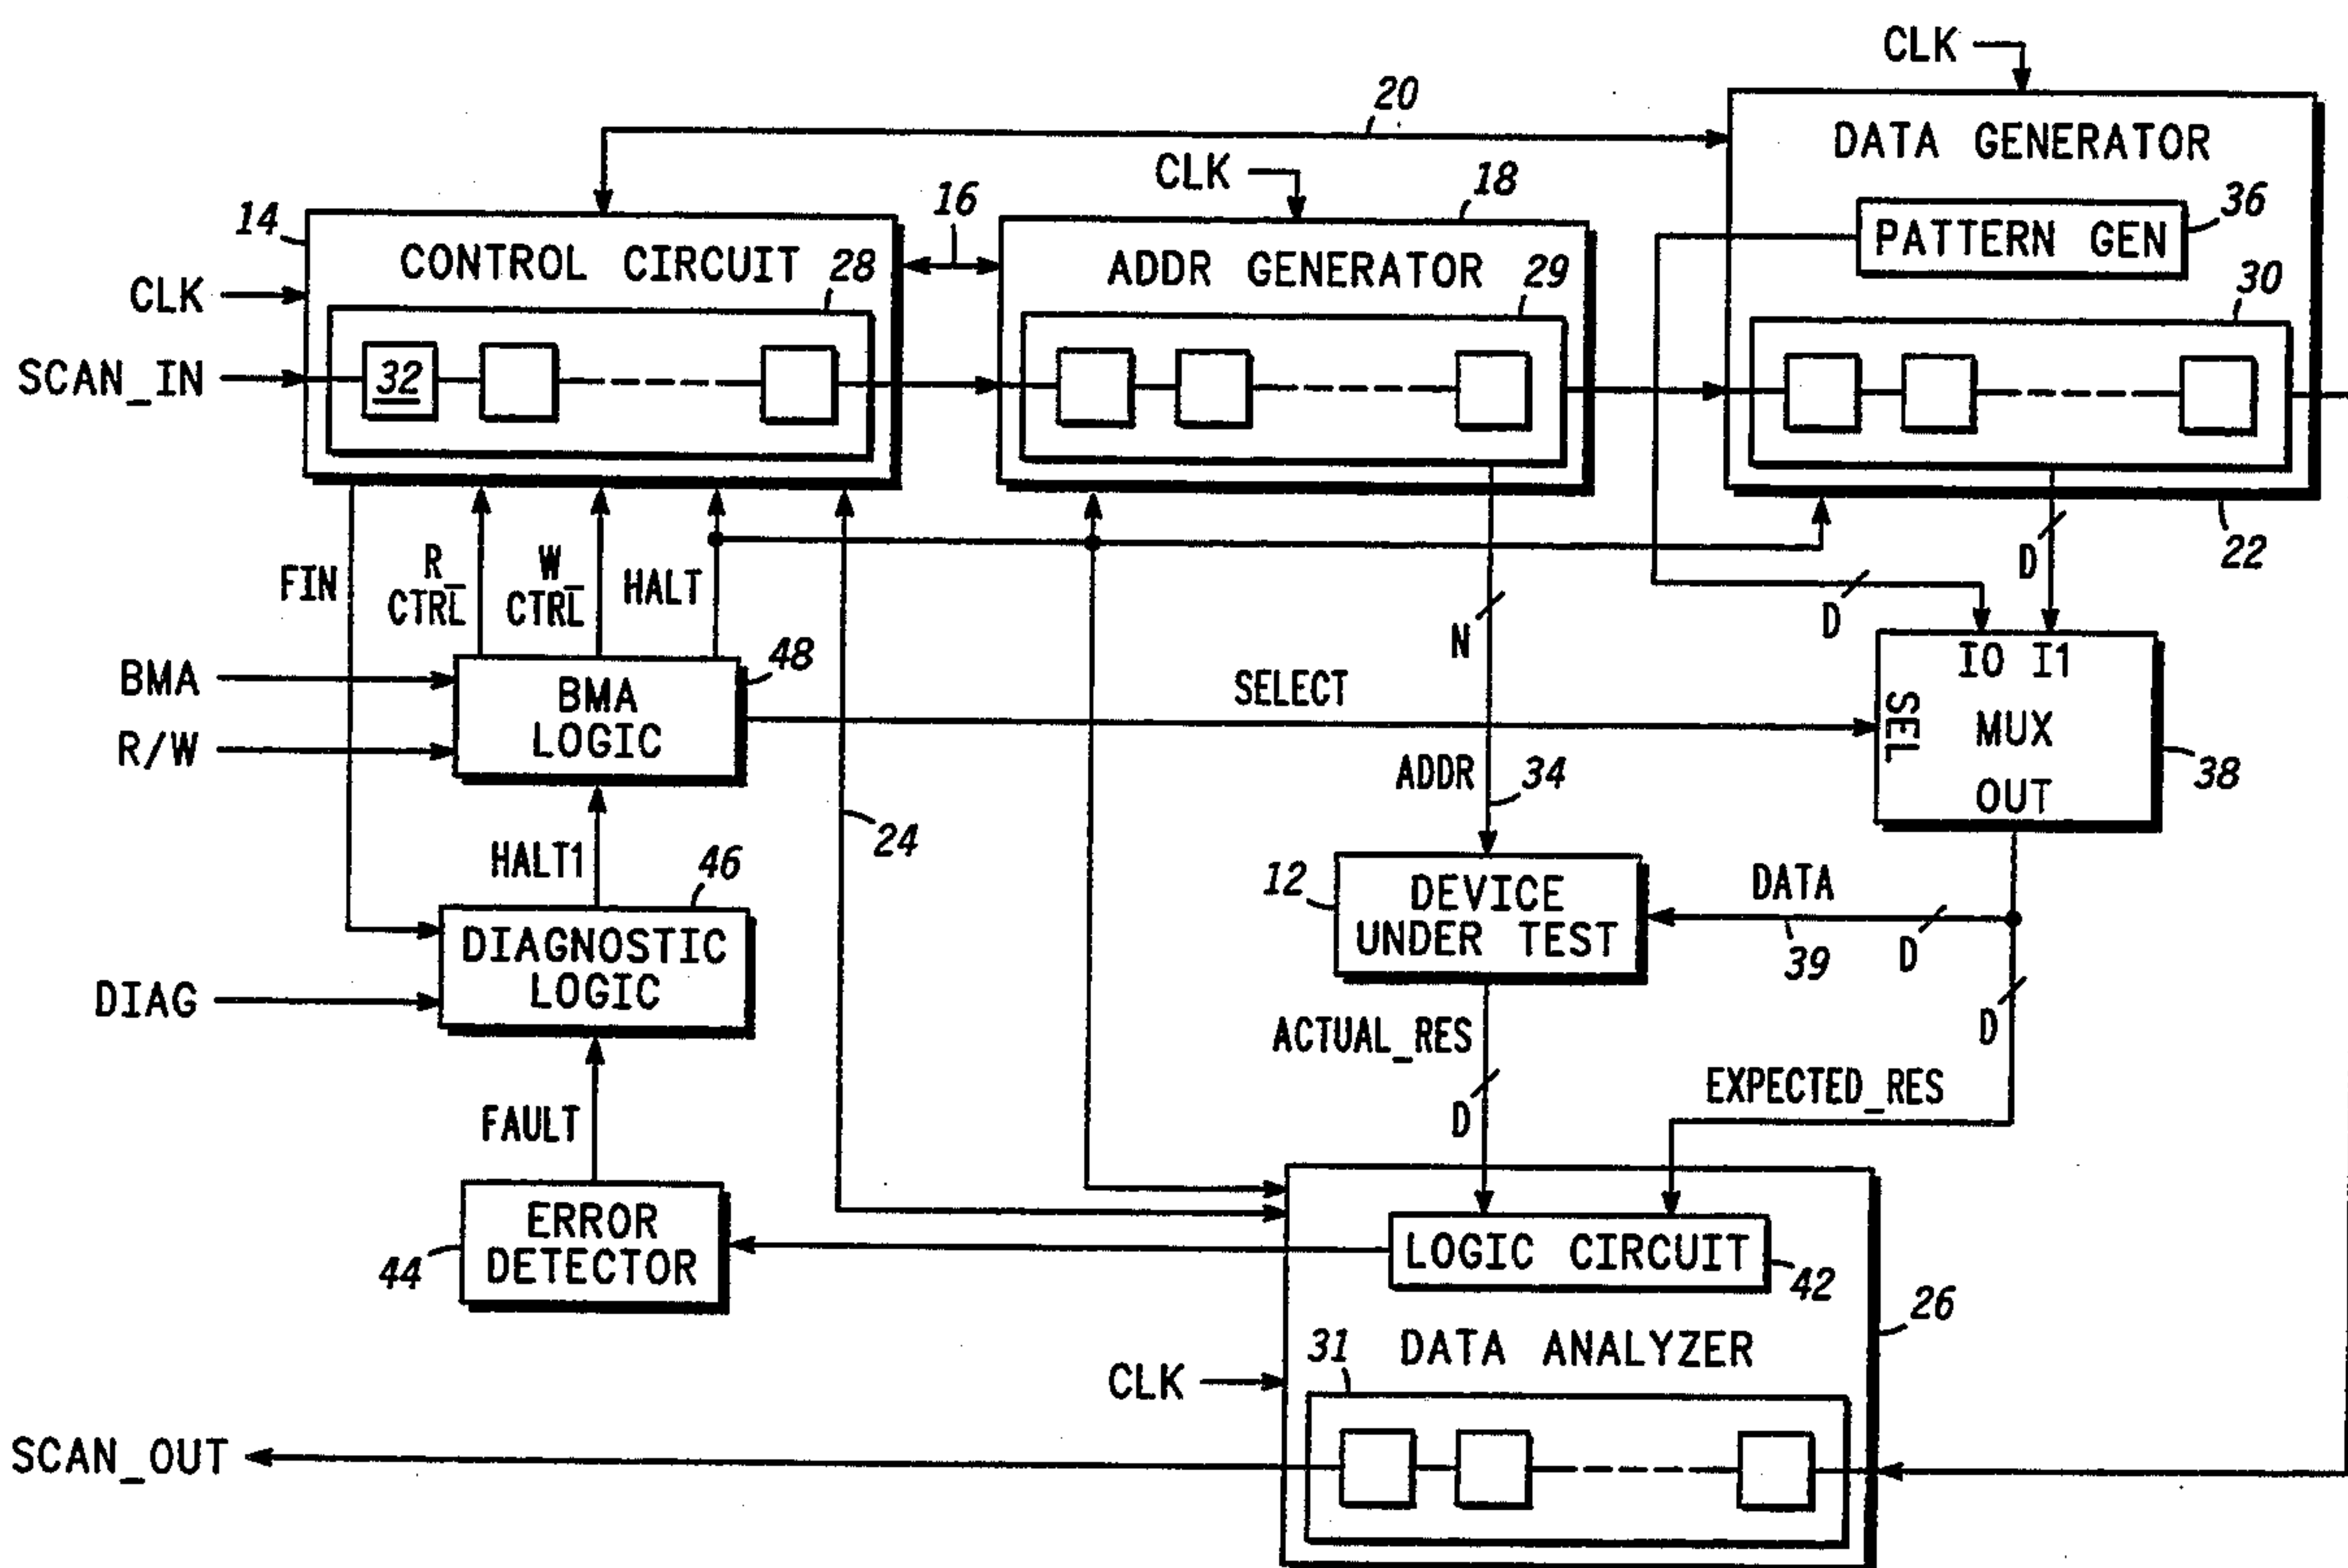 CLK
20
DATA GENERATOR
CLK
18
16
14
36
PATTERN GEN
CONTROL CIRCUIT
28
ADDR GENERATOR
29
30
CLK
SCAN_IN
32
FIN
R_
CTRL
W_
CTRL
HALT
22
D
D
N
48
BMA
BMA
LOGIC
R/W
SELECT
I0 I1
SEL
MUX
OUT
38
ADDR
34
24
HALT1
46
12
DEVICE
UNDER TEST
DATA
39
D
DIAGNOSTIC
LOGIC
DIAG
D
ACTUAL_RES
D
EXPECTED_RES
FAULT
ERROR
DETECTOR
44
LOGIC CIRCUIT
42
26
31
DATA ANALYZER
CLK
SCAN_OUT